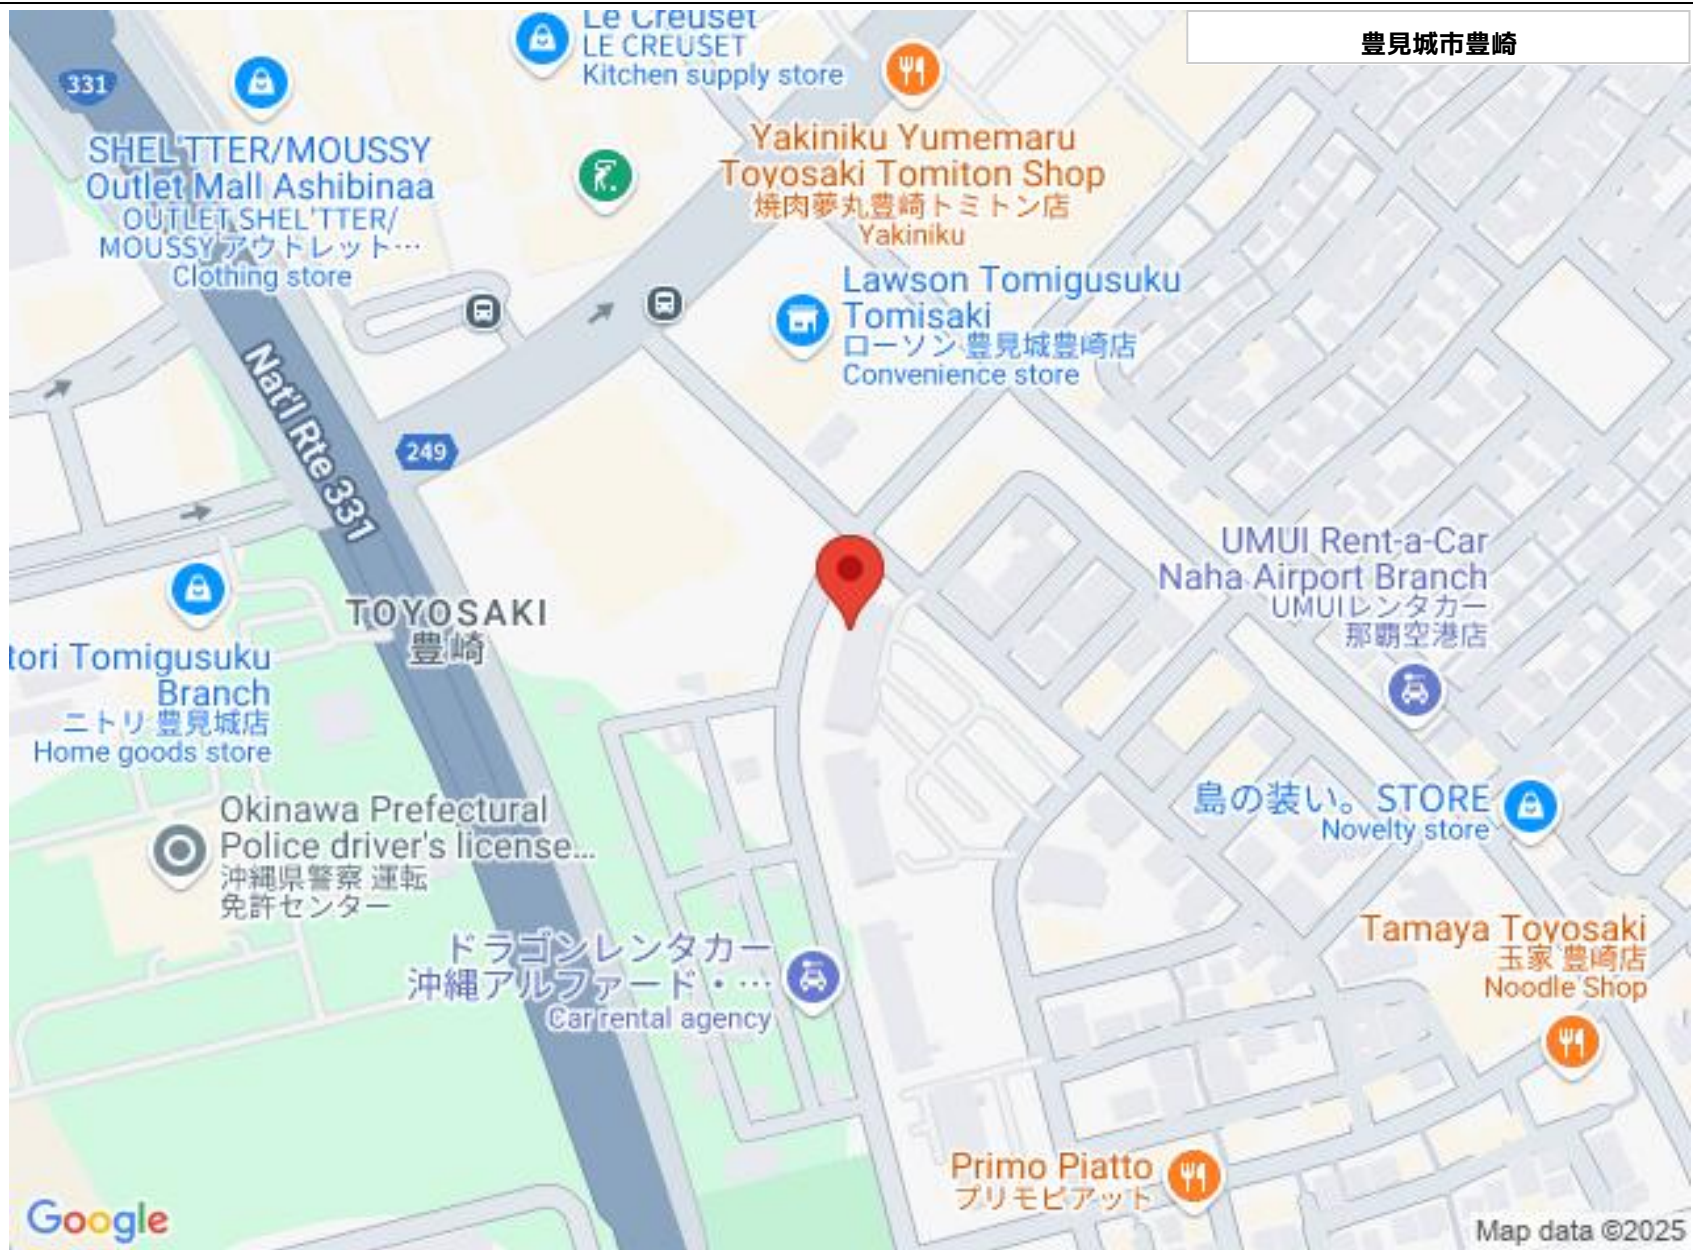 Le Creuset
LE CREUSET
Kitchen supply store
豊見城市豊崎
331
SHEL'TTER/MOUSSY
Outlet Mall Ashibinaa
OUTLET SHEL'TTER/
MOUSSY アウトレット…
Clothing store
Yakiniku Yumemaru
Toyosaki Tomiton Shop
焼肉夢丸豊崎トミトン店
Yakiniku
Lawson Tomigusuku
Tomisaki
ローソン 豊見城豊崎店
Convenience store
Nat'l Rte 331
249
UMUI Rent-a-Car
Naha Airport Branch
UMUIレンタカー
那覇空港店
TOYOSAKI
豊崎
tori Tomigusuku
Branch
ニトリ 豊見城店
Home goods store
島の装い。STORE
Novelty store
Okinawa Prefectural
Police driver's license...
沖縄県警察 運転
免許センター
ドラゴンレンタカー
沖縄アルファード・…
Car rental agency
Tamaya Toyosaki
玉家 豊崎店
Noodle Shop
Primo Piatto
プリモピアット
Google
Map data ©2025